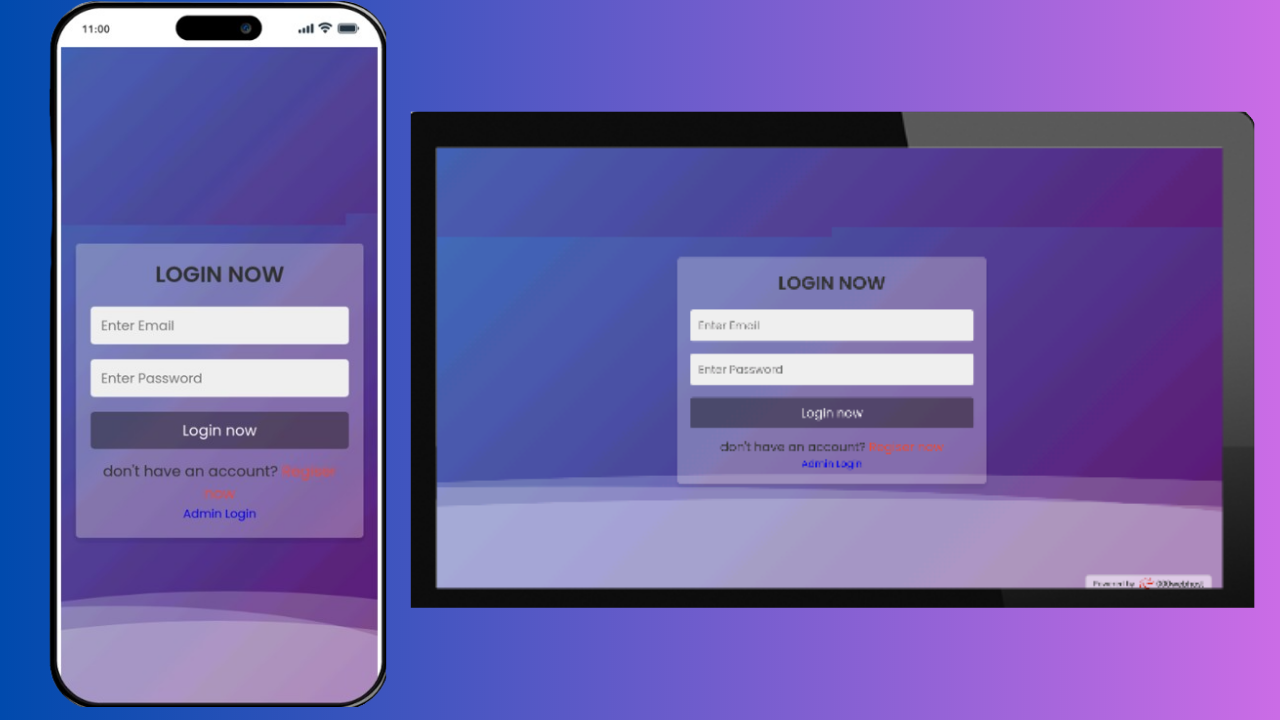 11:00
LOGIN NOW
Enter Email
Enter Password
Login now
don't have an account? Register
now
Admin Login
LOGIN NOW
Enter Email
Enter Password
Login now
don't have an account? Register now
Admin Login
Powered by 000webhost